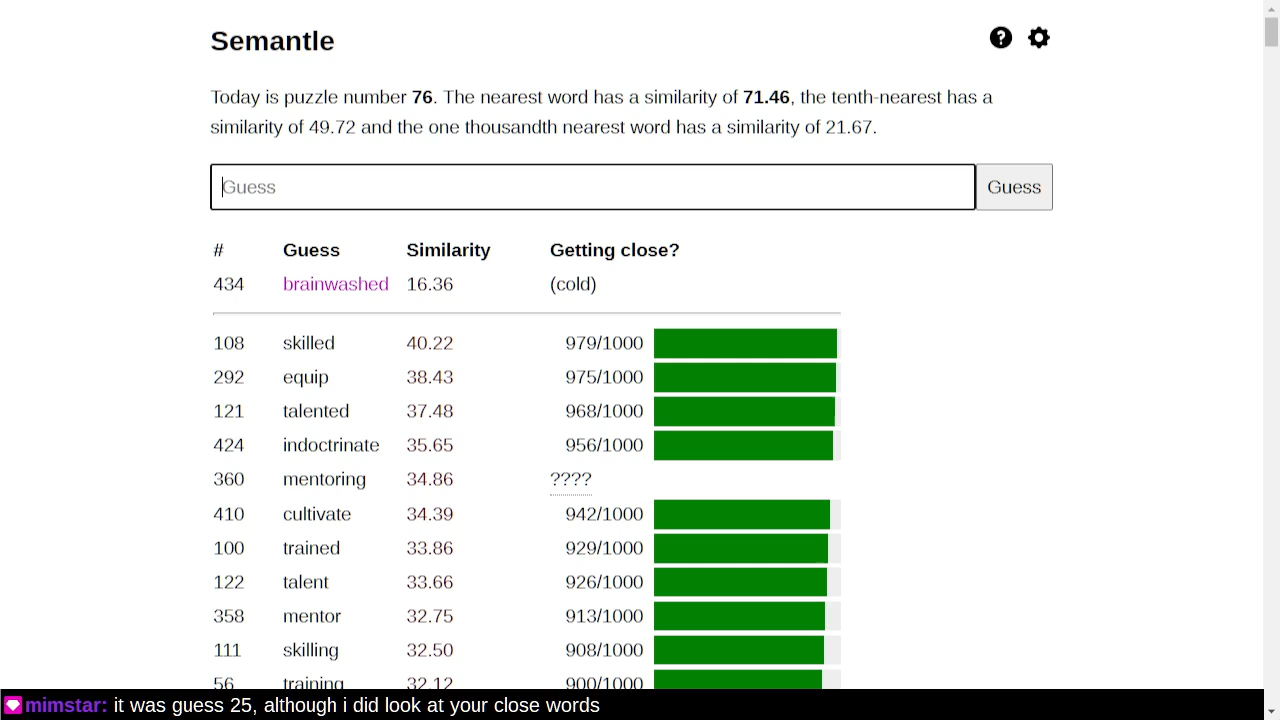 Semantle
Today is puzzle number 76. The nearest word has a similarity of 71.46, the tenth-nearest has a
similarity of 49.72 and the one thousandth nearest word has a similarity of 21.67.
Guess Guess
# Guess Similarity Getting close?
434 brainwashed 16.36 (cold)
108 skilled 40.22 979/1000
292 equip 38.43 975/1000
121 talented 37.48 968/1000
424 indoctrinate 35.65 956/1000
360 mentoring 34.86 ????
410 cultivate 34.39 942/1000
100 trained 33.86 929/1000
122 talent 33.66 926/1000
358 mentor 32.75 913/1000
111 skilling 32.50 908/1000
56 training 32.12 900/1000
mimstar: it was guess 25, although i did look at your close words